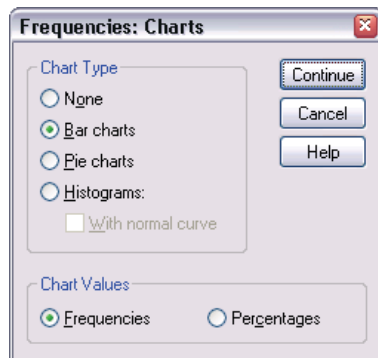 Frequencies: Charts
Chart Type
None
Bar charts
Pie charts
Histograms:
With normal curve
Continue
Cancel
Help
Chart Values
Frequencies
Percentages